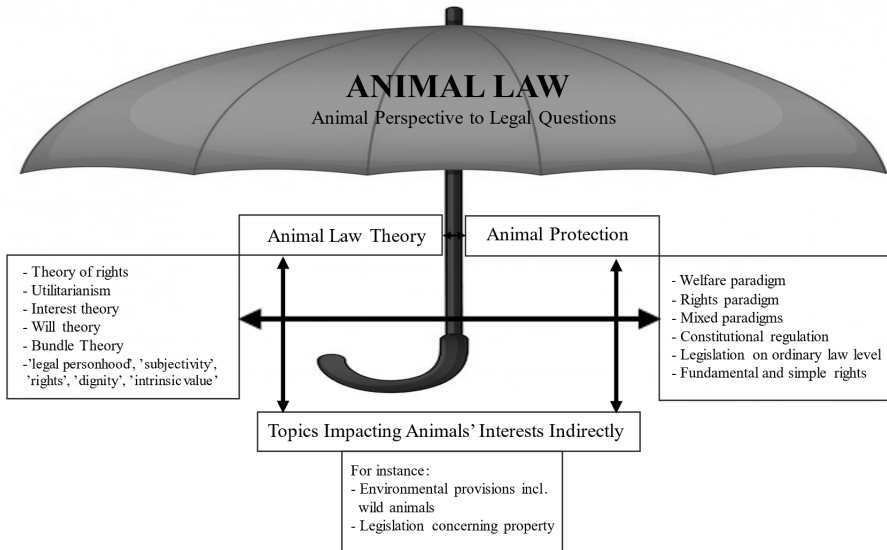 ANIMAL LAW
Animal Perspective to Legal Questions
Animal Law Theory
Animal Protection
- Theory of rights
- Utilitarianism
- Interest theory
- Will theory
- Bundle Theory
-'legal personhood', 'subjectivity',
'rights', 'dignity', 'intrinsic value'
- Welfare paradigm
- Rights paradigm
- Mixed paradigms
- Constitutional regulation
- Legislation on ordinary law level
- Fundamental and simple rights
Topics Impacting Animals' Interests Indirectly
For instance:
- Environmental provisions incl.
wild animals
- Legislation concerning property